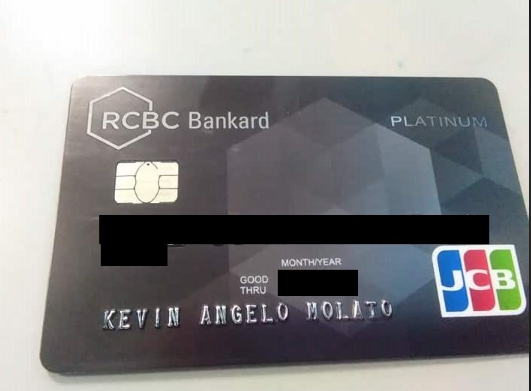 RCBC Bankard
PLATINUM
MONTH/YEAR
GOOD
THRU
KEVIN ANGELO MOLATO
JCB